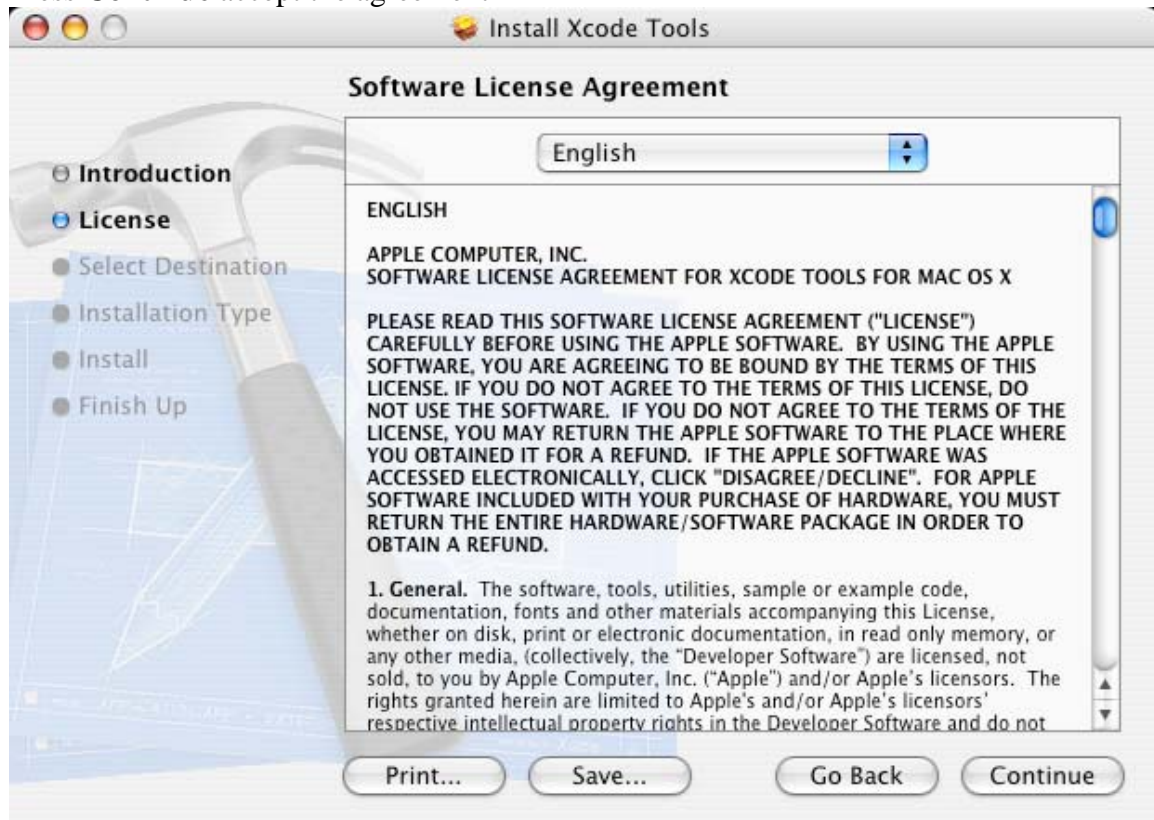 Install Xcode Tools
Software License Agreement
Introduction
License
Select Destination
Installation Type
Install
Finish Up
English
ENGLISH
APPLE COMPUTER, INC.
SOFTWARE LICENSE AGREEMENT FOR XCODE TOOLS FOR MAC OS X
PLEASE READ THIS SOFTWARE LICENSE AGREEMENT ("LICENSE")
CAREFULLY BEFORE USING THE APPLE SOFTWARE.  BY USING THE APPLE
SOFTWARE, YOU ARE AGREEING TO BE BOUND BY THE TERMS OF THIS
LICENSE. IF YOU DO NOT AGREE TO THE TERMS OF THIS LICENSE, DO
NOT USE THE SOFTWARE.  IF YOU DO NOT AGREE TO THE TERMS OF THE
LICENSE, YOU MAY RETURN THE APPLE SOFTWARE TO THE PLACE WHERE
YOU OBTAINED IT FOR A REFUND.  IF THE APPLE SOFTWARE WAS
ACCESSED ELECTRONICALLY, CLICK "DISAGREE/DECLINE".  FOR APPLE
SOFTWARE INCLUDED WITH YOUR PURCHASE OF HARDWARE, YOU MUST
RETURN THE ENTIRE HARDWARE/SOFTWARE PACKAGE IN ORDER TO
OBTAIN A REFUND.
1. General.  The software, tools, utilities, sample or example code,
documentation, fonts and other materials accompanying this License,
whether on disk, print or electronic documentation, in read only memory, or
any other media, (collectively, the “Developer Software”) are licensed, not
sold, to you by Apple Computer, Inc. (“Apple”) and/or Apple’s licensors.  The
rights granted herein are limited to Apple’s and/or Apple’s licensors’
respective intellectual property rights in the Developer Software and do not
Print...
Save...
Go Back
Continue